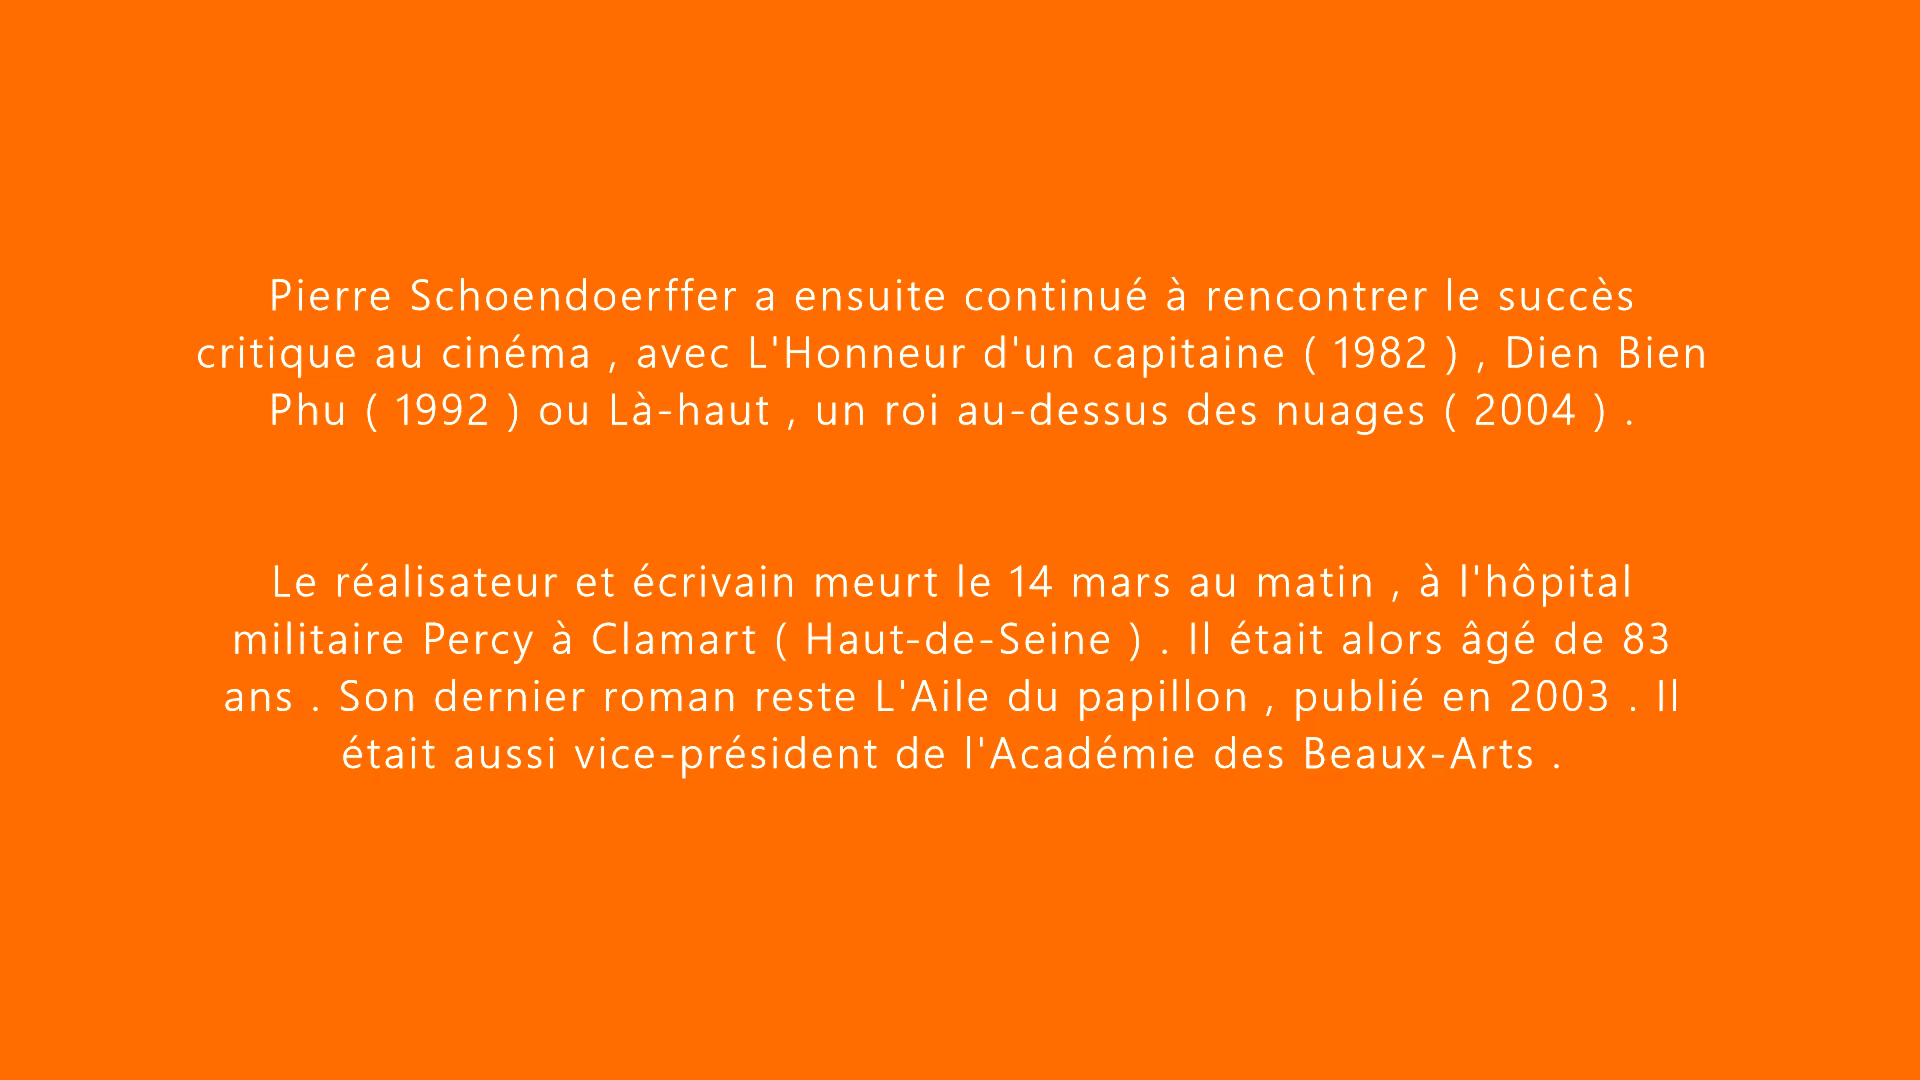 Pierre Schoendoerffer a ensuite continué à rencontrer le succès
critique au cinéma , avec L'Honneur d'un capitaine ( 1982 ) , Dien Bien
Phu ( 1992 ) ou Là-haut , un roi au-dessus des nuages ( 2004 ) .
Le réalisateur et écrivain meurt le 14 mars au matin , à l'hôpital
militaire Percy à Clamart ( Haut-de-Seine ) . Il était alors âgé de 83
ans . Son dernier roman reste L'Aile du papillon , publié en 2003 . Il
était aussi vice-président de l'Académie des Beaux-Arts .